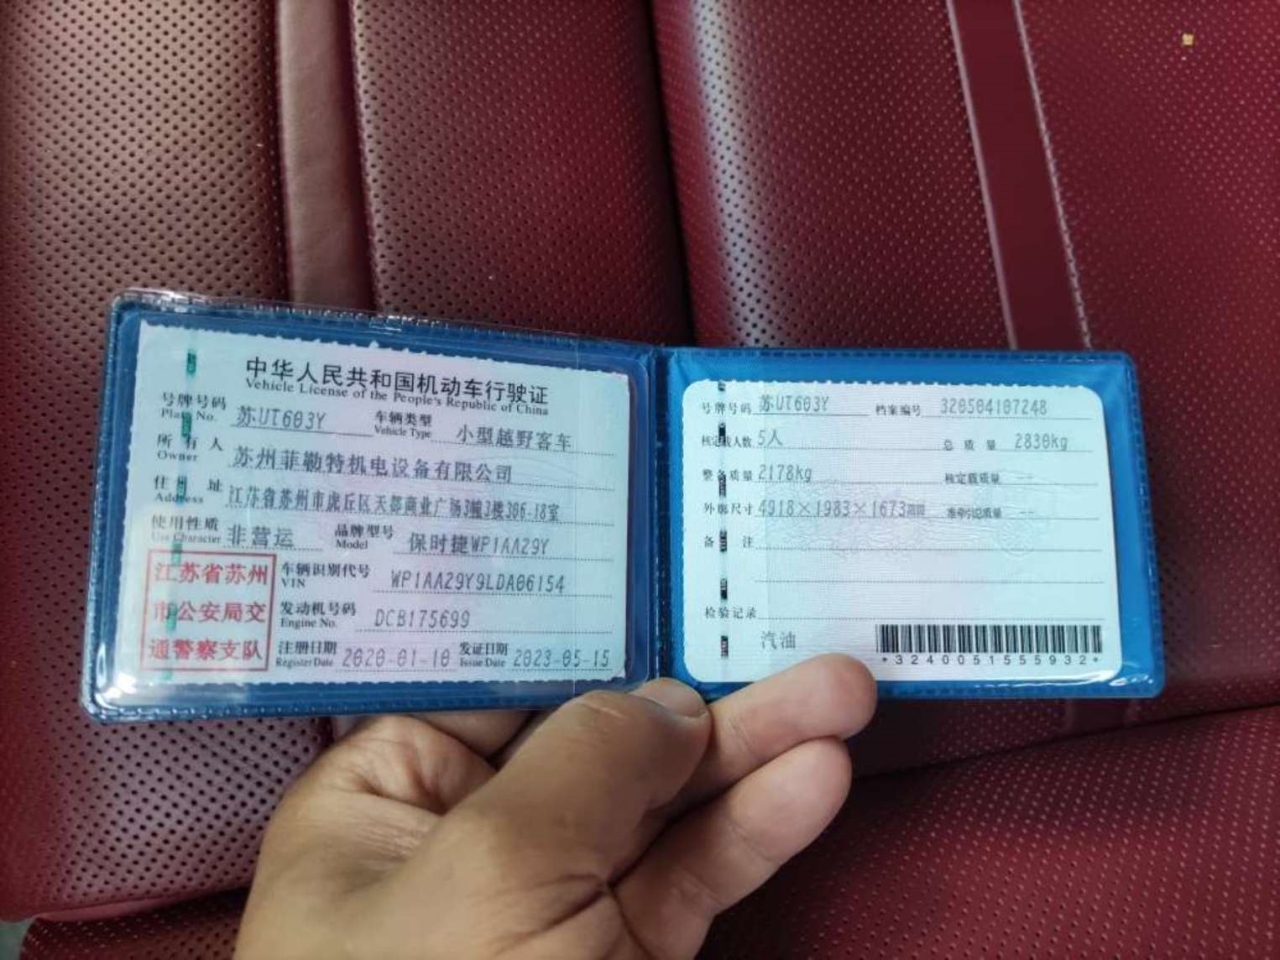 中华人民共和国机动车行驶证
Vehicle License of the People's Republic of China
号牌号码 苏UT603Y 车辆类型 小型越野客车
Plate No. Vehicle Type
所有人 苏州菲勒特机电设备有限公司
Owner
住址 江苏省苏州市虎丘区天都商业广场3幢3楼306-18室
Address
使用性质 非营运 品牌型号 保时捷WP1AA29Y
Use Character Model
江苏省苏州
市公安局交
通警察支队
车辆识别代号 WP1AA29Y9LDA06154
VIN
发动机号码 DCB175699
Engine No.
注册日期 2020-01-10 发证日期 2023-05-15
Register Date Issue Date
号牌号码 苏UT603Y 档案编号 320504107248
核定载人数 5人 总质量 2830kg
整备质量 2178kg 核定载质量 --
外廓尺寸 4918×1983×1673mm 准牵引总质量 --
备注
检验记录
汽油
*3240051555932*